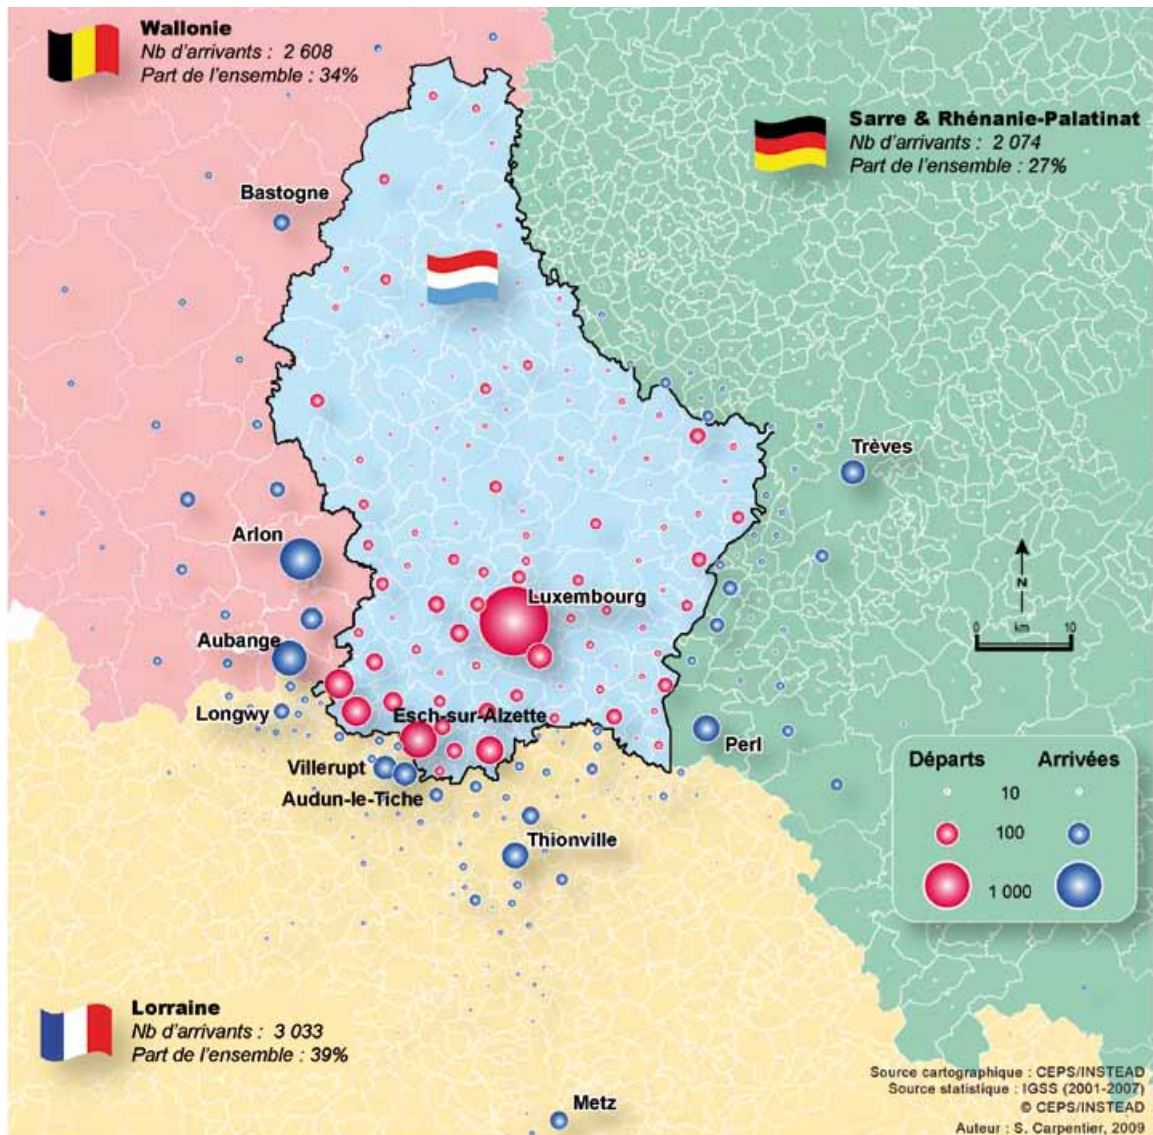 Wallonie
Nb d'arrivants : 2 608
Part de l'ensemble : 34%
Sarre & Rhénanie-Palatinat
Nb d'arrivants : 2 074
Part de l'ensemble : 27%
Bastogne
Trèves
Arlon
Luxembourg
N
0 km 10
Aubange
Longwy
Esch-sur-Alzette
Perl
Villerupt
Audun-le-Tiche
Thionville
Départs Arrivées
10
100
1 000
Lorraine
Nb d'arrivants : 3 033
Part de l'ensemble : 39%
Metz
Source cartographique : CEPS/INSTEAD
Source statistique : IGSS (2001-2007)
© CEPS/INSTEAD
Auteur : S. Carpentier, 2009